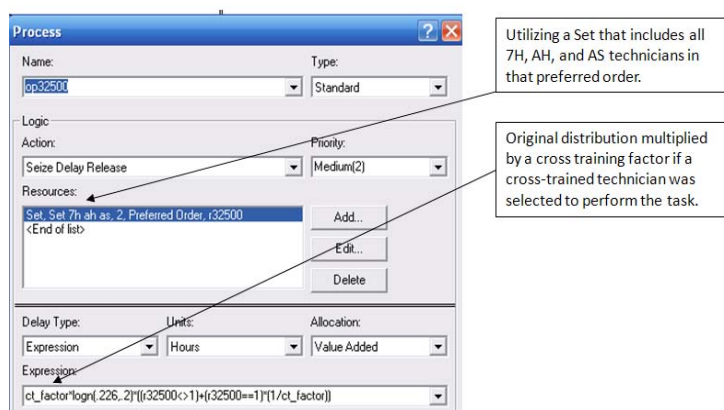 Process
Name:
Type:
op32500
Standard
Logic
Action:
Priority:
Seize Delay Release
Medium(2)
Resources:
Set, Set 7h ah as, 2, Preferred Order, r32500
<End of list>
Add...
Edit...
Delete
Delay Type:
Units:
Allocation:
Expression
Hours
Value Added
Expression:
ct_factor*logn(.226,.2)*((r32500<>1)+(r32500==1)*(1/ct_factor))
Utilizing a Set that includes all
7H, AH, and AS technicians in
that preferred order.
Original distribution multiplied
by a cross training factor if a
cross-trained technician was
selected to perform the task.